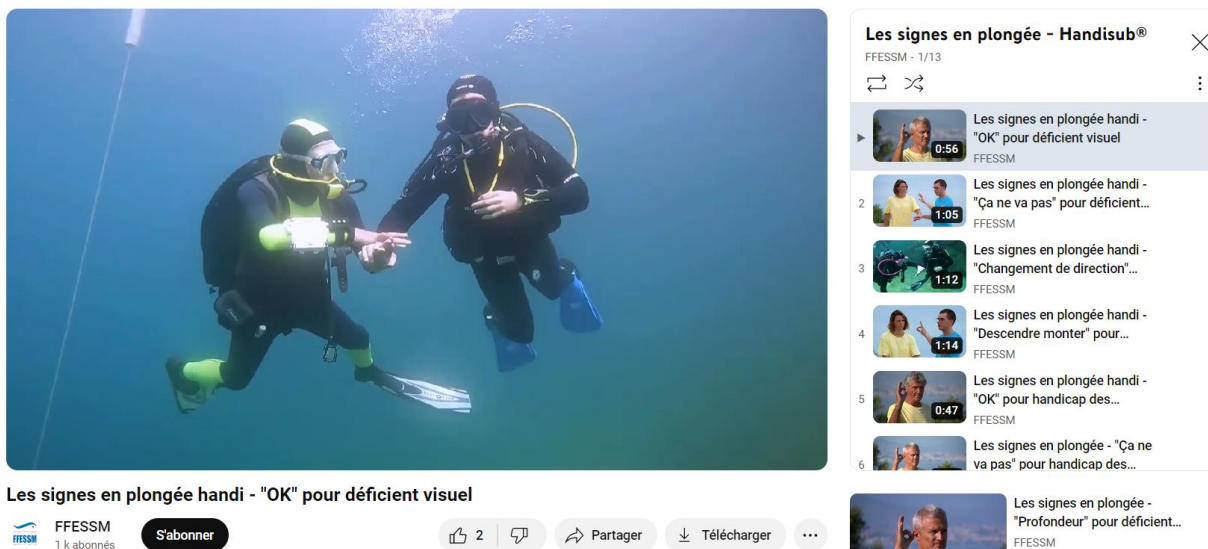 Les signes en plongée - Handisub®
FFESSM - 1/13
Les signes en plongée handi -
"OK" pour déficient visuel
FFESSM
0:56
2
Les signes en plongée handi -
"Ça ne va pas" pour déficient...
FFESSM
1:05
3
Les signes en plongée handi -
"Changement de direction"...
FFESSM
1:12
4
Les signes en plongée handi -
"Descendre monter" pour...
FFESSM
1:14
5
Les signes en plongée handi -
"OK" pour handicap des...
FFESSM
0:47
6
Les signes en plongée - "Ça ne
va pas" pour handicap des...
Les signes en plongée handi - "OK" pour déficient visuel
FFESSM
FFESSM
1 k abonnés
S'abonner
2
Partager
Télécharger
Les signes en plongée -
"Profondeur" pour déficient...
FFESSM